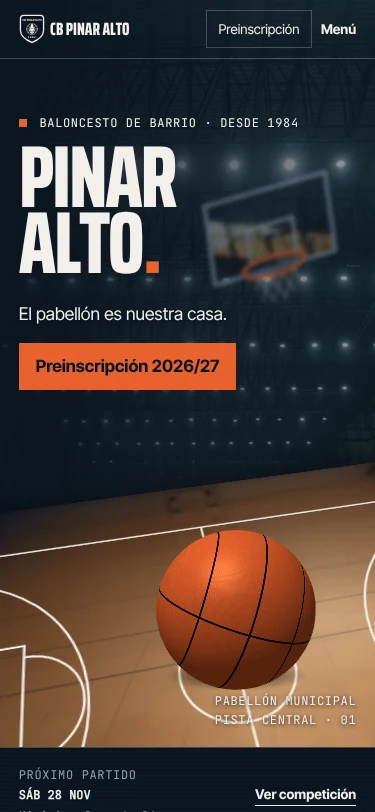 CB PINAR ALTO
Preinscripción
Menú
BALONCESTO DE BARRIO · DESDE 1984
PINAR
ALTO.
El pabellón es nuestra casa.
Preinscripción 2026/27
PABELLÓN MUNICIPAL
PISTA CENTRAL · 01
PRÓXIMO PARTIDO
SÁB 28 NOV
Ver competición